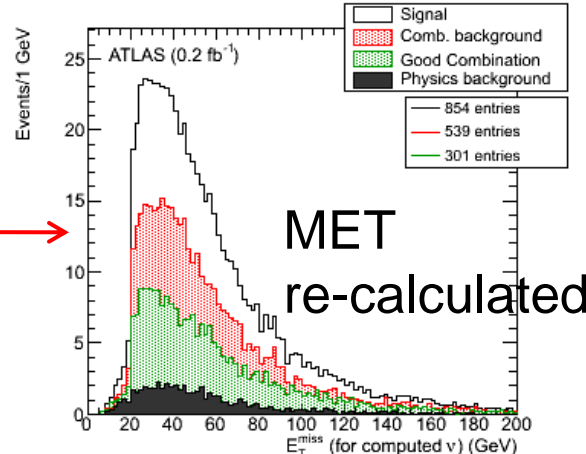 Signal
Comb. background
Good Combination
Physics background
854 entries
539 entries
301 entries
ATLAS (0.2 fb⁻¹)
Events/1 GeV
25
20
15
10
5
0
MET
re-calculated
0 20 40 60 80 100 120 140 160 180 200
E_T^miss (for computed ν) (GeV)